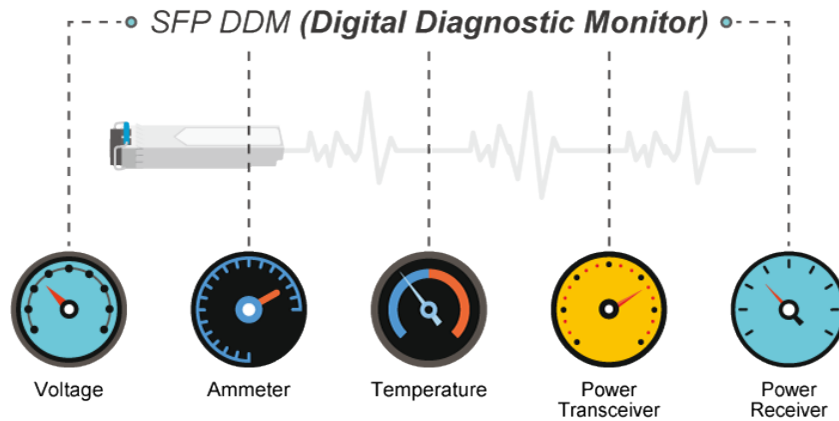 SFP DDM (Digital Diagnostic Monitor)
Voltage
Ammeter
Temperature
Power
Transceiver
Power
Receiver